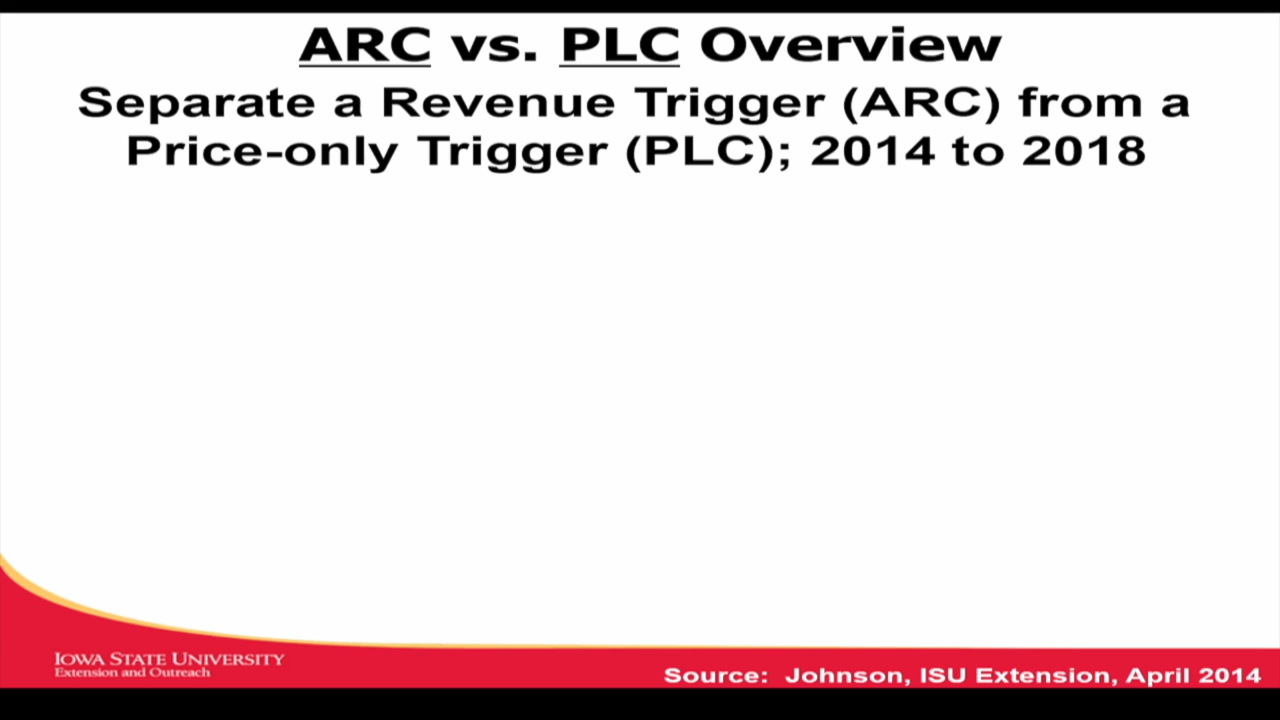 ARC vs. PLC Overview
Separate a Revenue Trigger (ARC) from a
Price-only Trigger (PLC); 2014 to 2018
IOWA STATE UNIVERSITY
Extension and Outreach
Source: Johnson, ISU Extension, April 2014